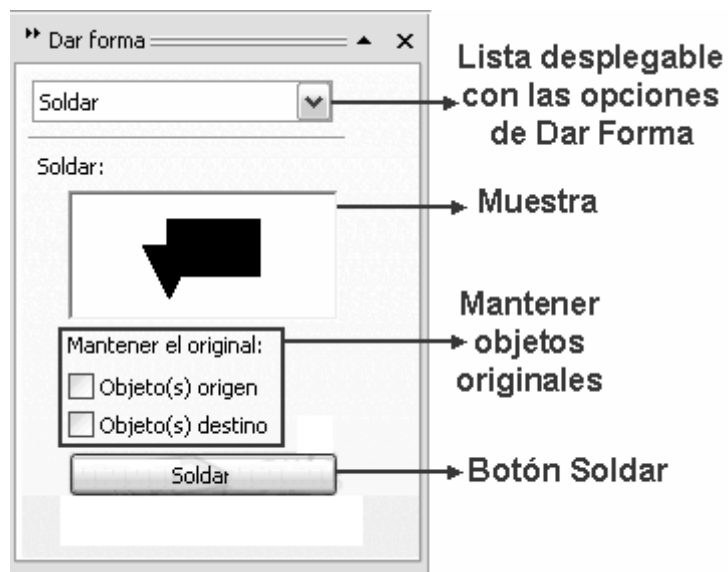 Dar forma
Soldar
Lista desplegable
con las opciones
de Dar Forma
Soldar:
Muestra
Mantener el original:
Objeto(s) origen
Objeto(s) destino
Mantener
objetos
originales
Soldar
Botón Soldar